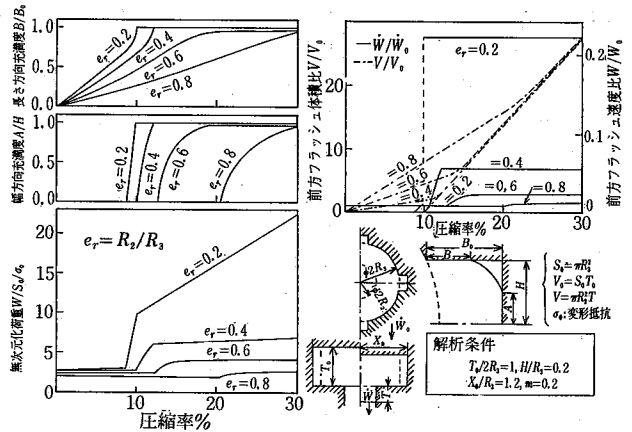 長さ方向充満度B/B₀
1.0
0.5
0.0
e_r=0.2
e_r=0.4
e_r=0.6
e_r=0.8
幅方向充満度A/H
1.0
0.5
0.0
e_r=0.2
e_r=0.4
e_r=0.6
e_r=0.8
無次元化荷重W/S₀/σ₀
20
15
10
5
0
e_r=R₂/R₃
e_r=0.2
e_r=0.4
e_r=0.6
e_r=0.8
0 10 20 30
圧縮率%
前方フラッシュ体積比V/V₀
20
10
0
— Ẇ/Ẇ₀
-·- V/V₀
e_r=0.2
=0.8
=0.6
=0.4
=0.2
=0.4
=0.6
=0.8
0 10 20 30
圧縮率%
前方フラッシュ速度比Ẇ/Ẇ₀
0.2
0.1
0
2R₃
Ẇ₀
X₀
T₀
Ẇ
T
B₀
B
H
A
V₀=S₀T₀
σ₀:変形抵抗
解析条件
T₀/2R₃=1, H/R₃=0.2
X₀/R₃=1.2, m=0.2